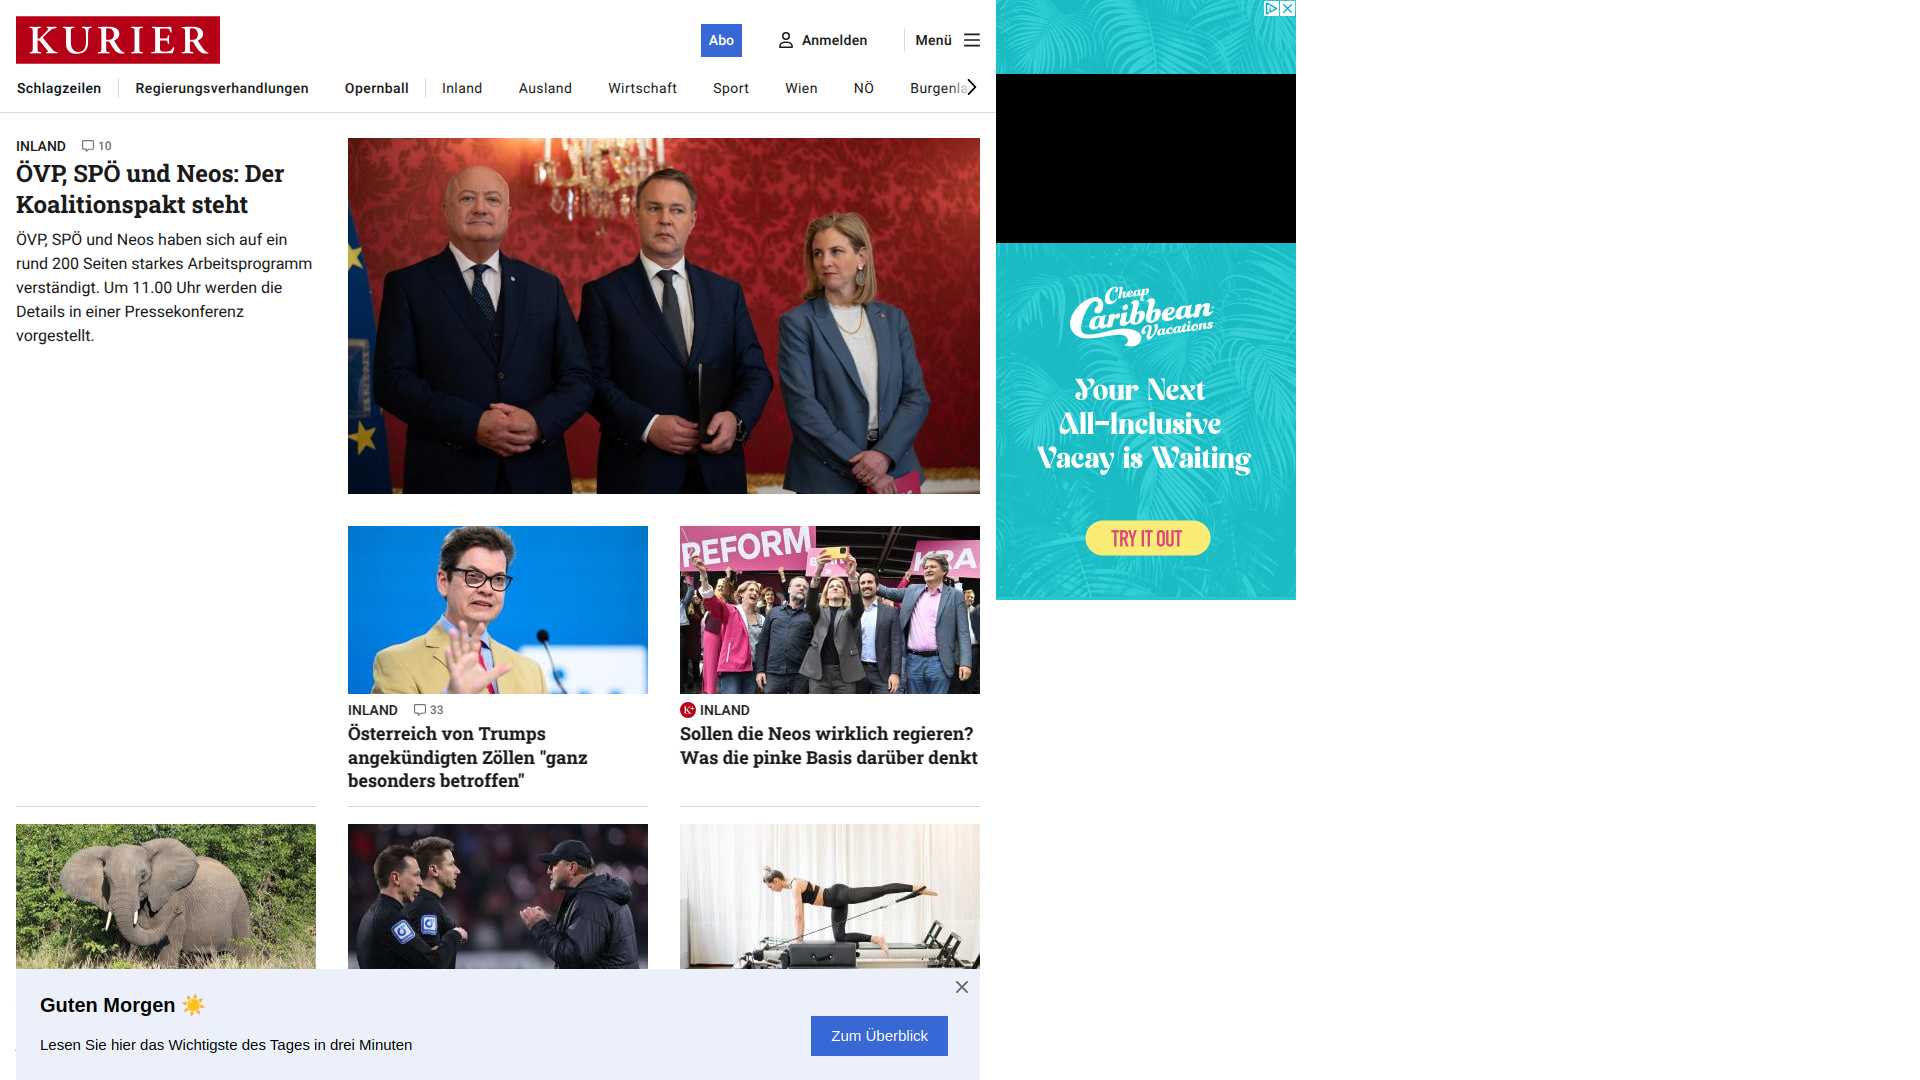 KURIER
Abo
Anmelden
Menü
Schlagzeilen
Regierungsverhandlungen
Opernball
Inland
Ausland
Wirtschaft
Sport
Wien
NÖ
INLAND 10
ÖVP, SPÖ und Neos: Der
Koalitionspakt steht
ÖVP, SPÖ und Neos haben sich auf ein
rund 200 Seiten starkes Arbeitsprogramm
verständigt. Um 11.00 Uhr werden die
Details in einer Pressekonferenz
vorgestellt.
REFORM
KRA
INLAND 33
Österreich von Trumps
angekündigten Zöllen "ganz
besonders betroffen"
K+ INLAND
Sollen die Neos wirklich regieren?
Was die pinke Basis darüber denkt
Guten Morgen ☀️
Lesen Sie hier das Wichtigste des Tages in drei Minuten
Zum Überblick
Cheap
Caribbean
Vacations
Your Next
All-Inclusive
Vacay is Waiting
TRY IT OUT